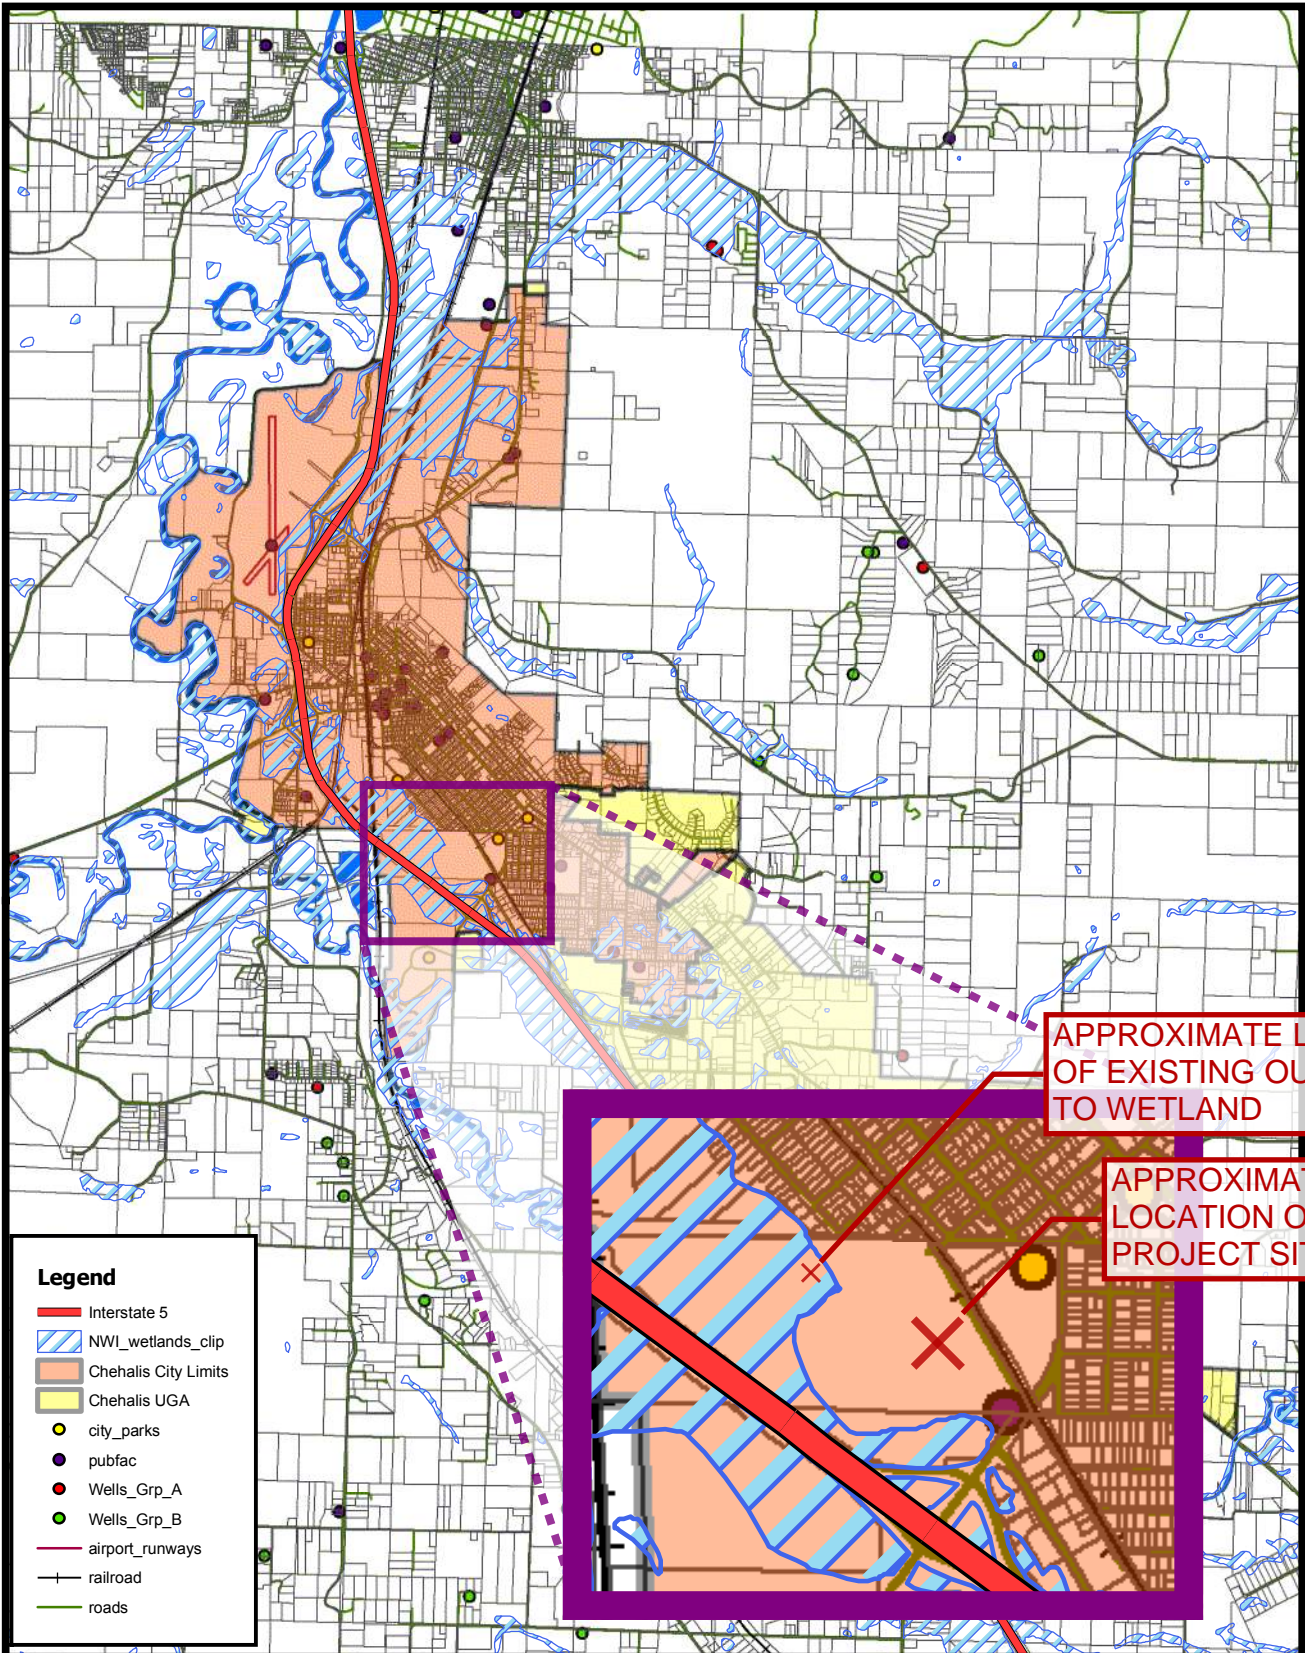 APPROXIMATE L
OF EXISTING OU
TO WETLAND
APPROXIMA
LOCATION O
PROJECT SI
Legend
Interstate 5
NWI_wetlands_clip
Chehalis City Limits
Chehalis UGA
city_parks
pubfac
Wells_Grp_A
Wells_Grp_B
airport_runways
railroad
roads